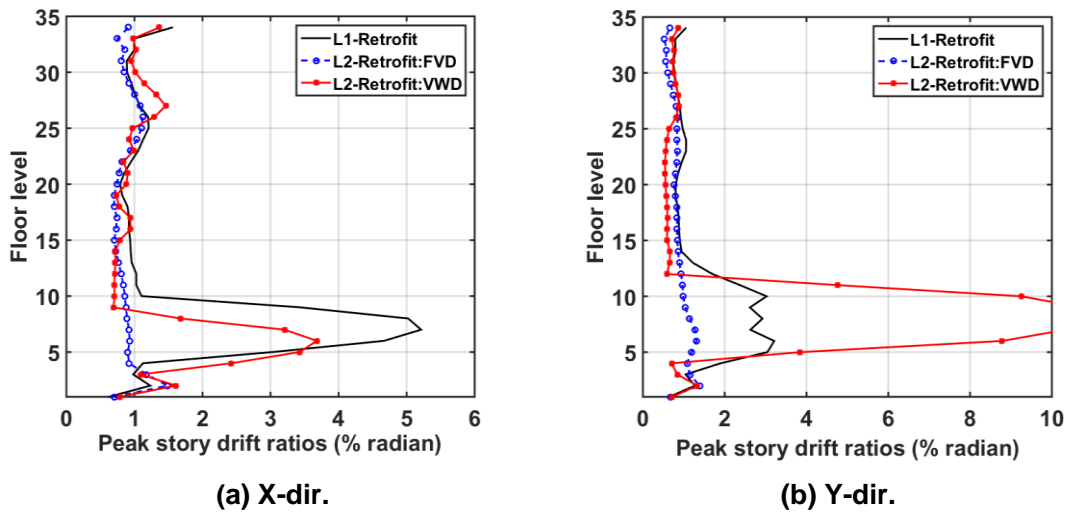 35
30
25
20
15
10
5
0 1 2 3 4 5 6
Floor level
Peak story drift ratios (% radian)
L1-Retrofit
L2-Retrofit:FVD
L2-Retrofit:VWD
(a) X-dir.
35
30
25
20
15
10
5
0 2 4 6 8 10
Floor level
Peak story drift ratios (% radian)
L1-Retrofit
L2-Retrofit:FVD
L2-Retrofit:VWD
(b) Y-dir.